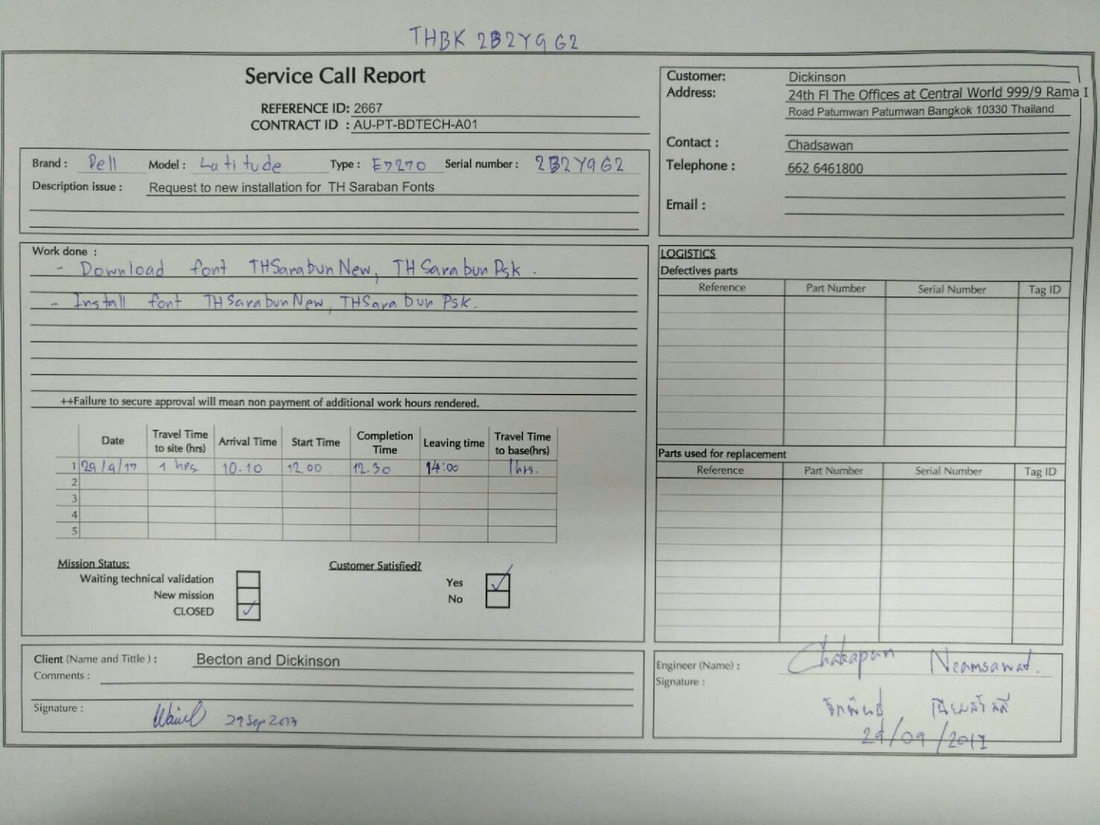 THBK 2B2Y9G2
Service Call Report
REFERENCE ID: 2667
CONTRACT ID : AU-PT-BDTECH-A01
Customer: Dickinson
Address: 24th Fl The Offices at Central World 999/9 Rama I
Road Patumwan Patumwan Bangkok 10330 Thailand
Contact : Chadsawan
Telephone : 662 6461800
Email :
Brand : Dell Model : Latitude Type : E7270 Serial number : 2B2Y9G2
Description issue : Request to new installation for TH Saraban Fonts
Work done :
- Download font THSarabunNew, THSarabunPsk.
- Install font THSarabunNew, THSarabun Psk.
++Failure to secure approval will mean non payment of additional work hours rendered.
Date Travel Time to site (hrs) Arrival Time Start Time Completion Time Leaving time Travel Time to base(hrs)
1 29/9/17 1 hrs 10.10 12.00 12.30 14:00 1hrs.
2
3
4
5
Mission Status:
Waiting technical validation
New mission
CLOSED ✓
Customer Satisfied?
Yes ✓
No
LOGISTICS
Defectives parts
Reference Part Number Serial Number Tag ID
Parts used for replacement
Reference Part Number Serial Number Tag ID
Client (Name and Tittle ) : Becton and Dickinson
Comments :
Signature : 29 Sep 2017
Engineer (Name) : Chakapan Neamsawat.
Signature :
29/09/2017